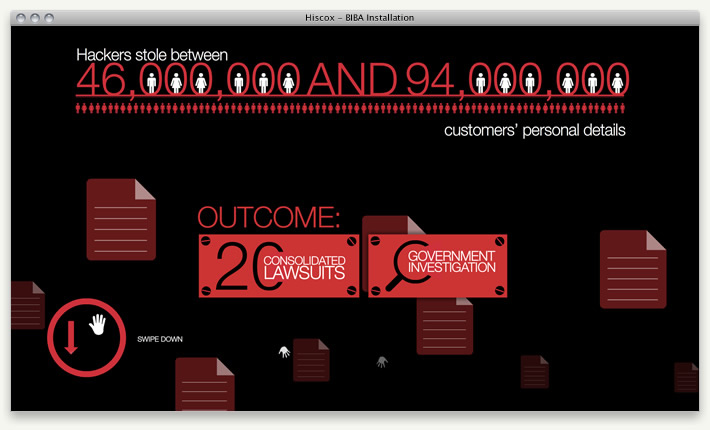 Hiscox – BIBA Installation
Hackers stole between
46,000,000 AND 94,000,000
customers' personal details
OUTCOME:
20 CONSOLIDATED
LAWSUITS
GOVERNMENT
INVESTIGATION
SWIPE DOWN